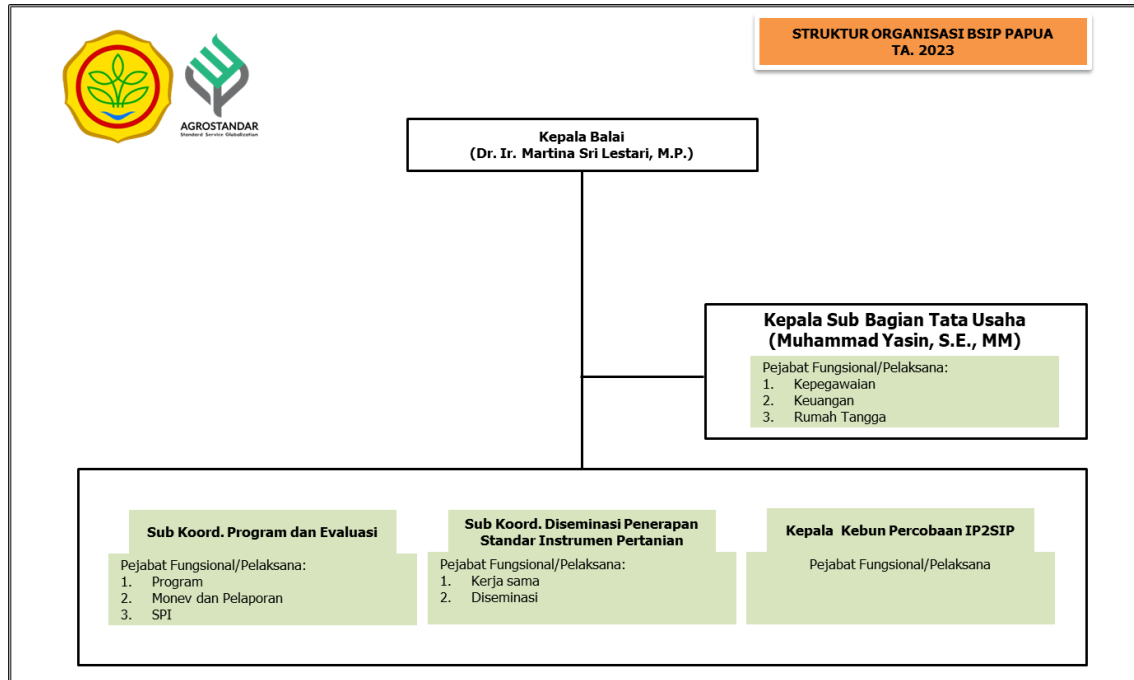 STRUKTUR ORGANISASI BSIP PAPUA
TA. 2023
AGROSTANDAR
Standard Service Globalization
Kepala Balai
(Dr. Ir. Martina Sri Lestari, M.P.)
Kepala Sub Bagian Tata Usaha
(Muhammad Yasin, S.E., MM)
Pejabat Fungsional/Pelaksana:
1. Kepegawaian
2. Keuangan
3. Rumah Tangga
Sub Koord. Program dan Evaluasi
Pejabat Fungsional/Pelaksana:
1. Program
2. Monev dan Pelaporan
3. SPI
Sub Koord. Diseminasi Penerapan
Standar Instrumen Pertanian
Pejabat Fungsional/Pelaksana:
1. Kerja sama
2. Diseminasi
Kepala Kebun Percobaan IP2SIP
Pejabat Fungsional/Pelaksana